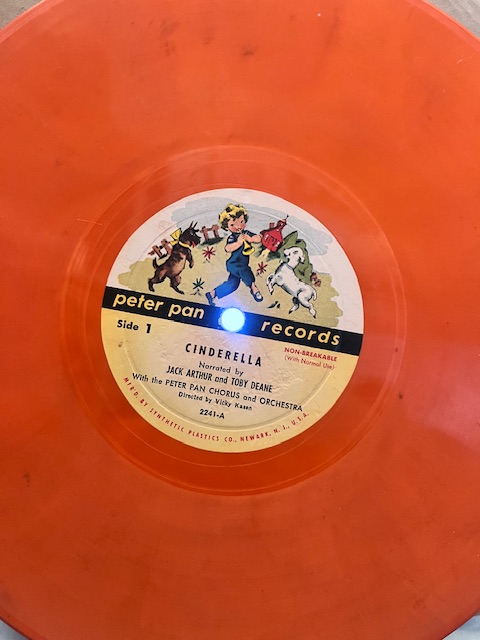 peter pan records
Side 1
NON-BREAKABLE
(With Normal Use)
CINDERELLA
Narrated by
JACK ARTHUR and TOBY DEANE
With the PETER PAN CHORUS and ORCHESTRA
Directed by Vicky Kasen
2241-A
MFD. BY SYNTHETIC PLASTICS CO., NEWARK, N. J., U.S.A.